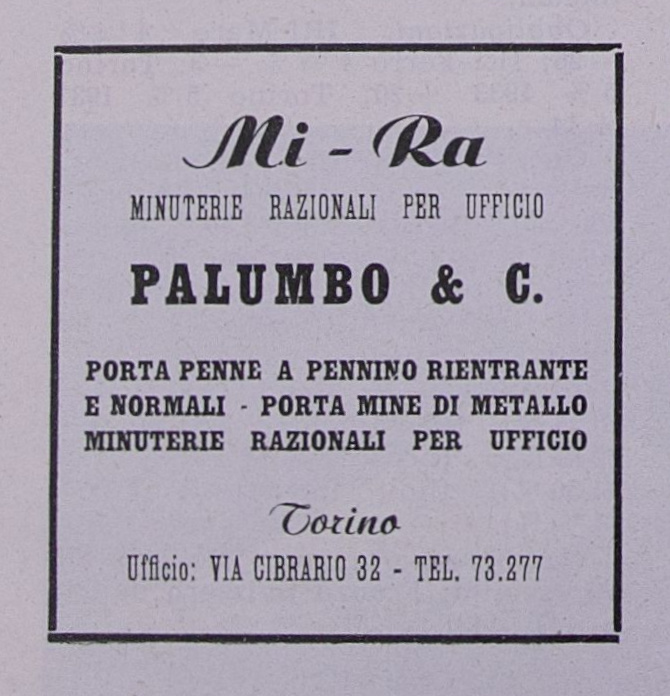 Mi - Ra
MINUTERIE RAZIONALI PER UFFICIO
PALUMBO & C.
PORTA PENNE A PENNINO RIENTRANTE
E NORMALI - PORTA MINE DI METALLO
MINUTERIE RAZIONALI PER UFFICIO
Torino
Ufficio: VIA CIBRARIO 32 - TEL. 73.277